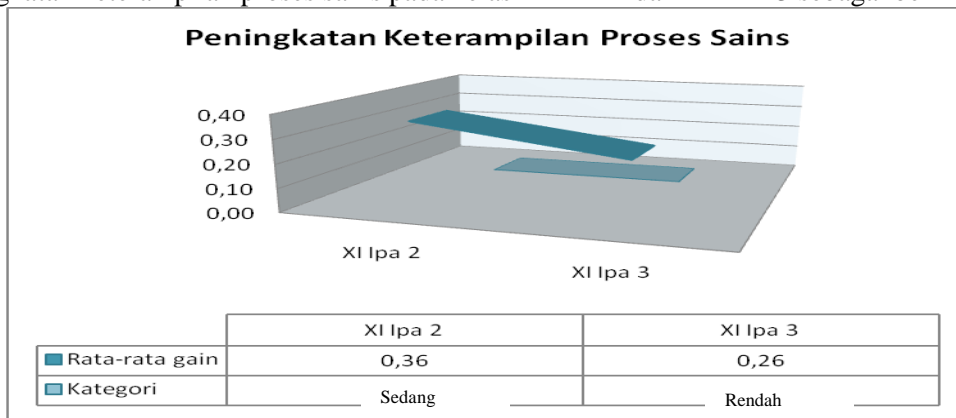 Peningkatan Keterampilan Proses Sains
0,40
0,30
0,20
0,10
0,00
XI Ipa 2
XI Ipa 3
XI Ipa 2 XI Ipa 3
Rata-rata gain 0,36 0,26
Kategori Sedang Rendah